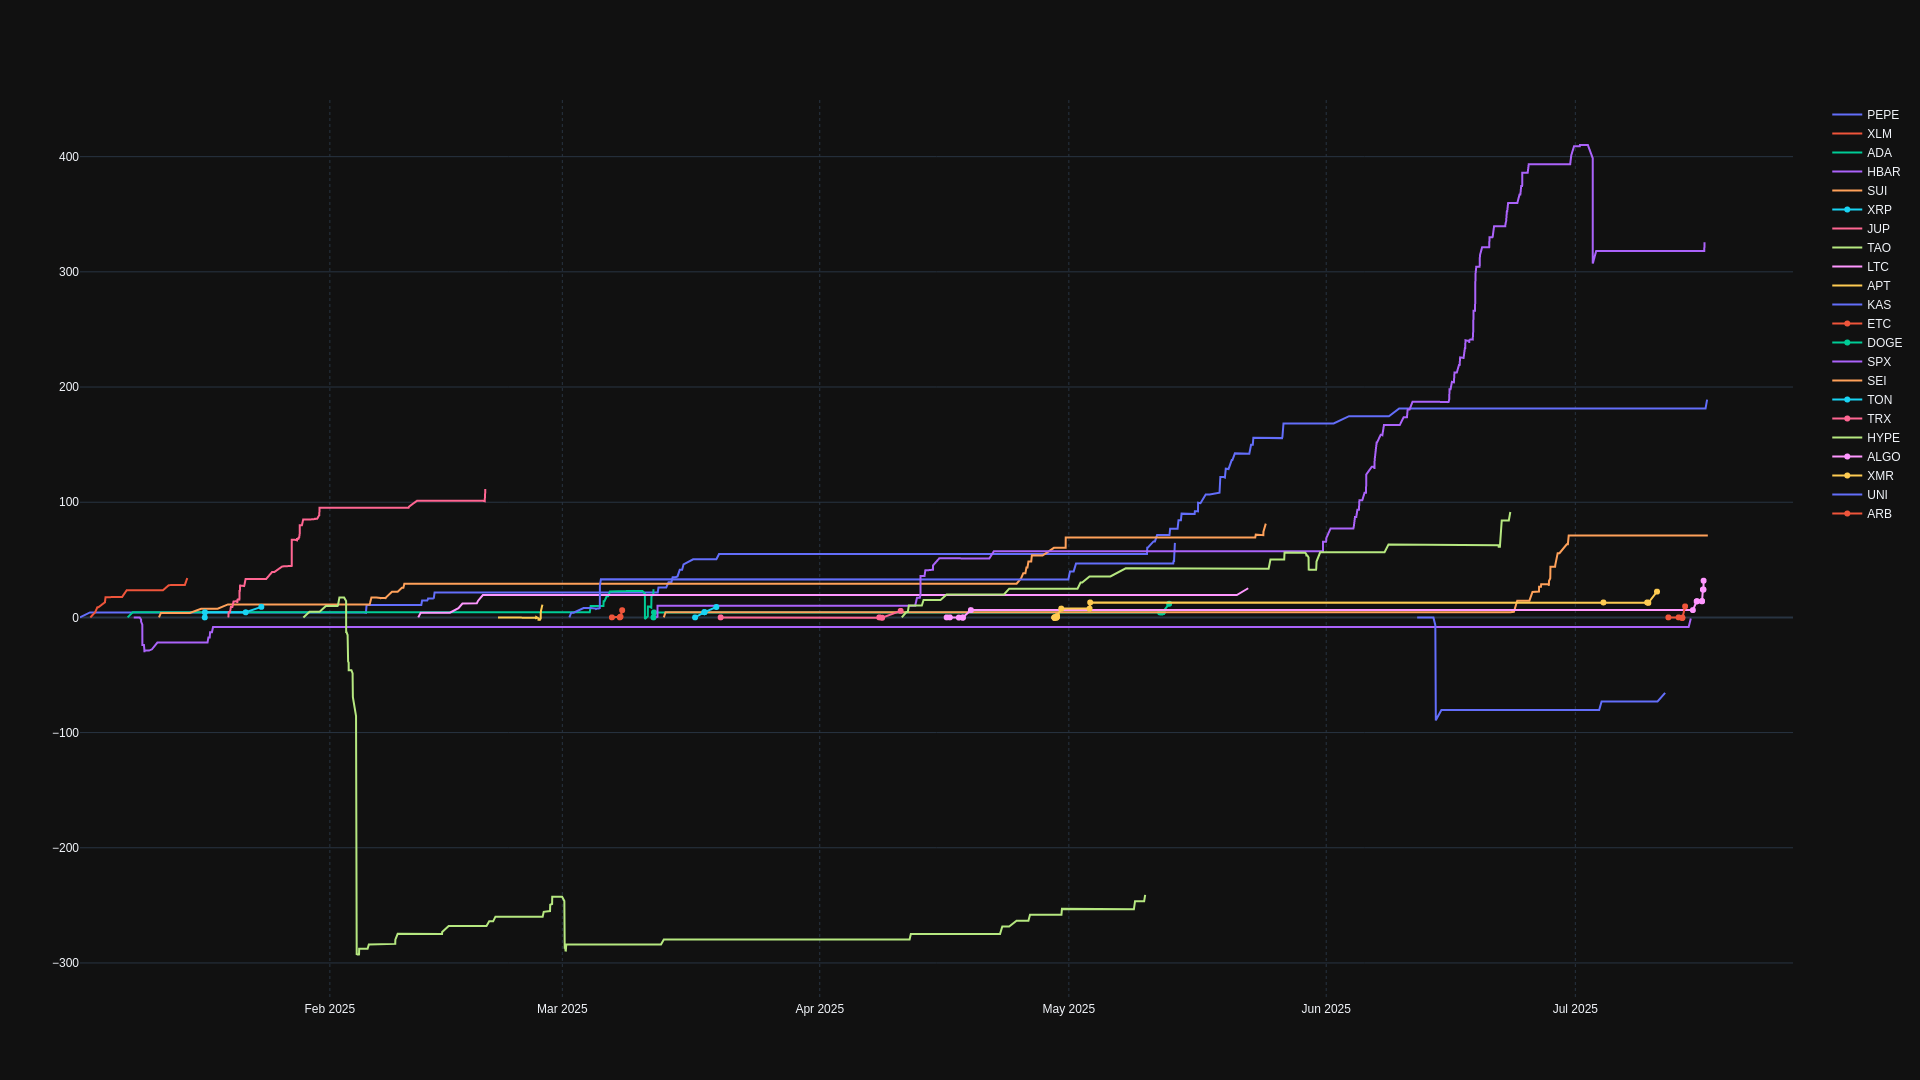 400
300
200
100
0
−100
−200
−300
Feb 2025
Mar 2025
Apr 2025
May 2025
Jun 2025
Jul 2025
PEPE
XLM
ADA
HBAR
SUI
XRP
JUP
TAO
LTC
APT
KAS
ETC
DOGE
SPX
SEI
TON
TRX
HYPE
ALGO
XMR
UNI
ARB